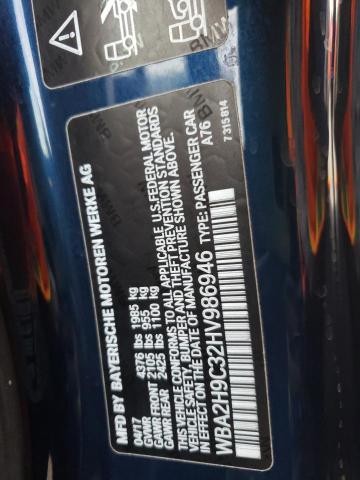 MFD BY BAYERISCHE MOTOREN WERKE AG
04/17
GVWR 4376 lbs 1985 kg
GAWR FRONT 2105 lbs 955 kg
GAWR REAR 2425 lbs 1100 kg
THIS VEHICLE CONFORMS TO ALL APPLICABLE U.S.FEDERAL MOTOR
VEHICLE SAFETY, BUMPER AND THEFT PREVENTION STANDARDS
IN EFFECT ON THE DATE OF MANUFACTURE SHOWN ABOVE.
WBA2H9C32HV986946 TYPE: PASSENGER CAR
A76
7 315 814
BMW